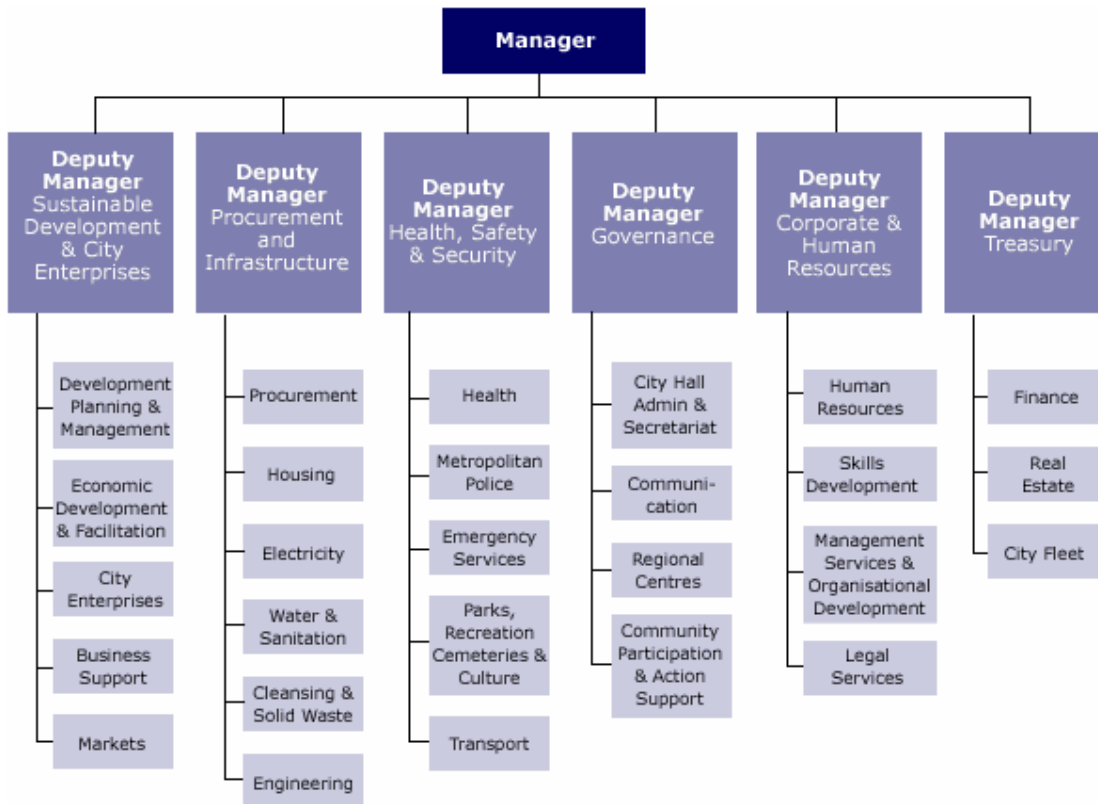 Manager
Deputy
Manager
Sustainable
Development
& City
Enterprises
Development
Planning &
Management
Economic
Development
& Facilitation
City
Enterprises
Business
Support
Markets
Deputy
Manager
Procurement
and
Infrastructure
Procurement
Housing
Electricity
Water &
Sanitation
Cleansing &
Solid Waste
Engineering
Deputy
Manager
Health, Safety
& Security
Health
Metropolitan
Police
Emergency
Services
Parks,
Recreation
Cemeteries &
Culture
Transport
Deputy
Manager
Governance
City Hall
Admin &
Secretariat
Communi-
cation
Regional
Centres
Community
Participation
& Action
Support
Deputy
Manager
Corporate &
Human
Resources
Human
Resources
Skills
Development
Management
Services &
Organisational
Development
Legal
Services
Deputy
Manager
Treasury
Finance
Real
Estate
City Fleet